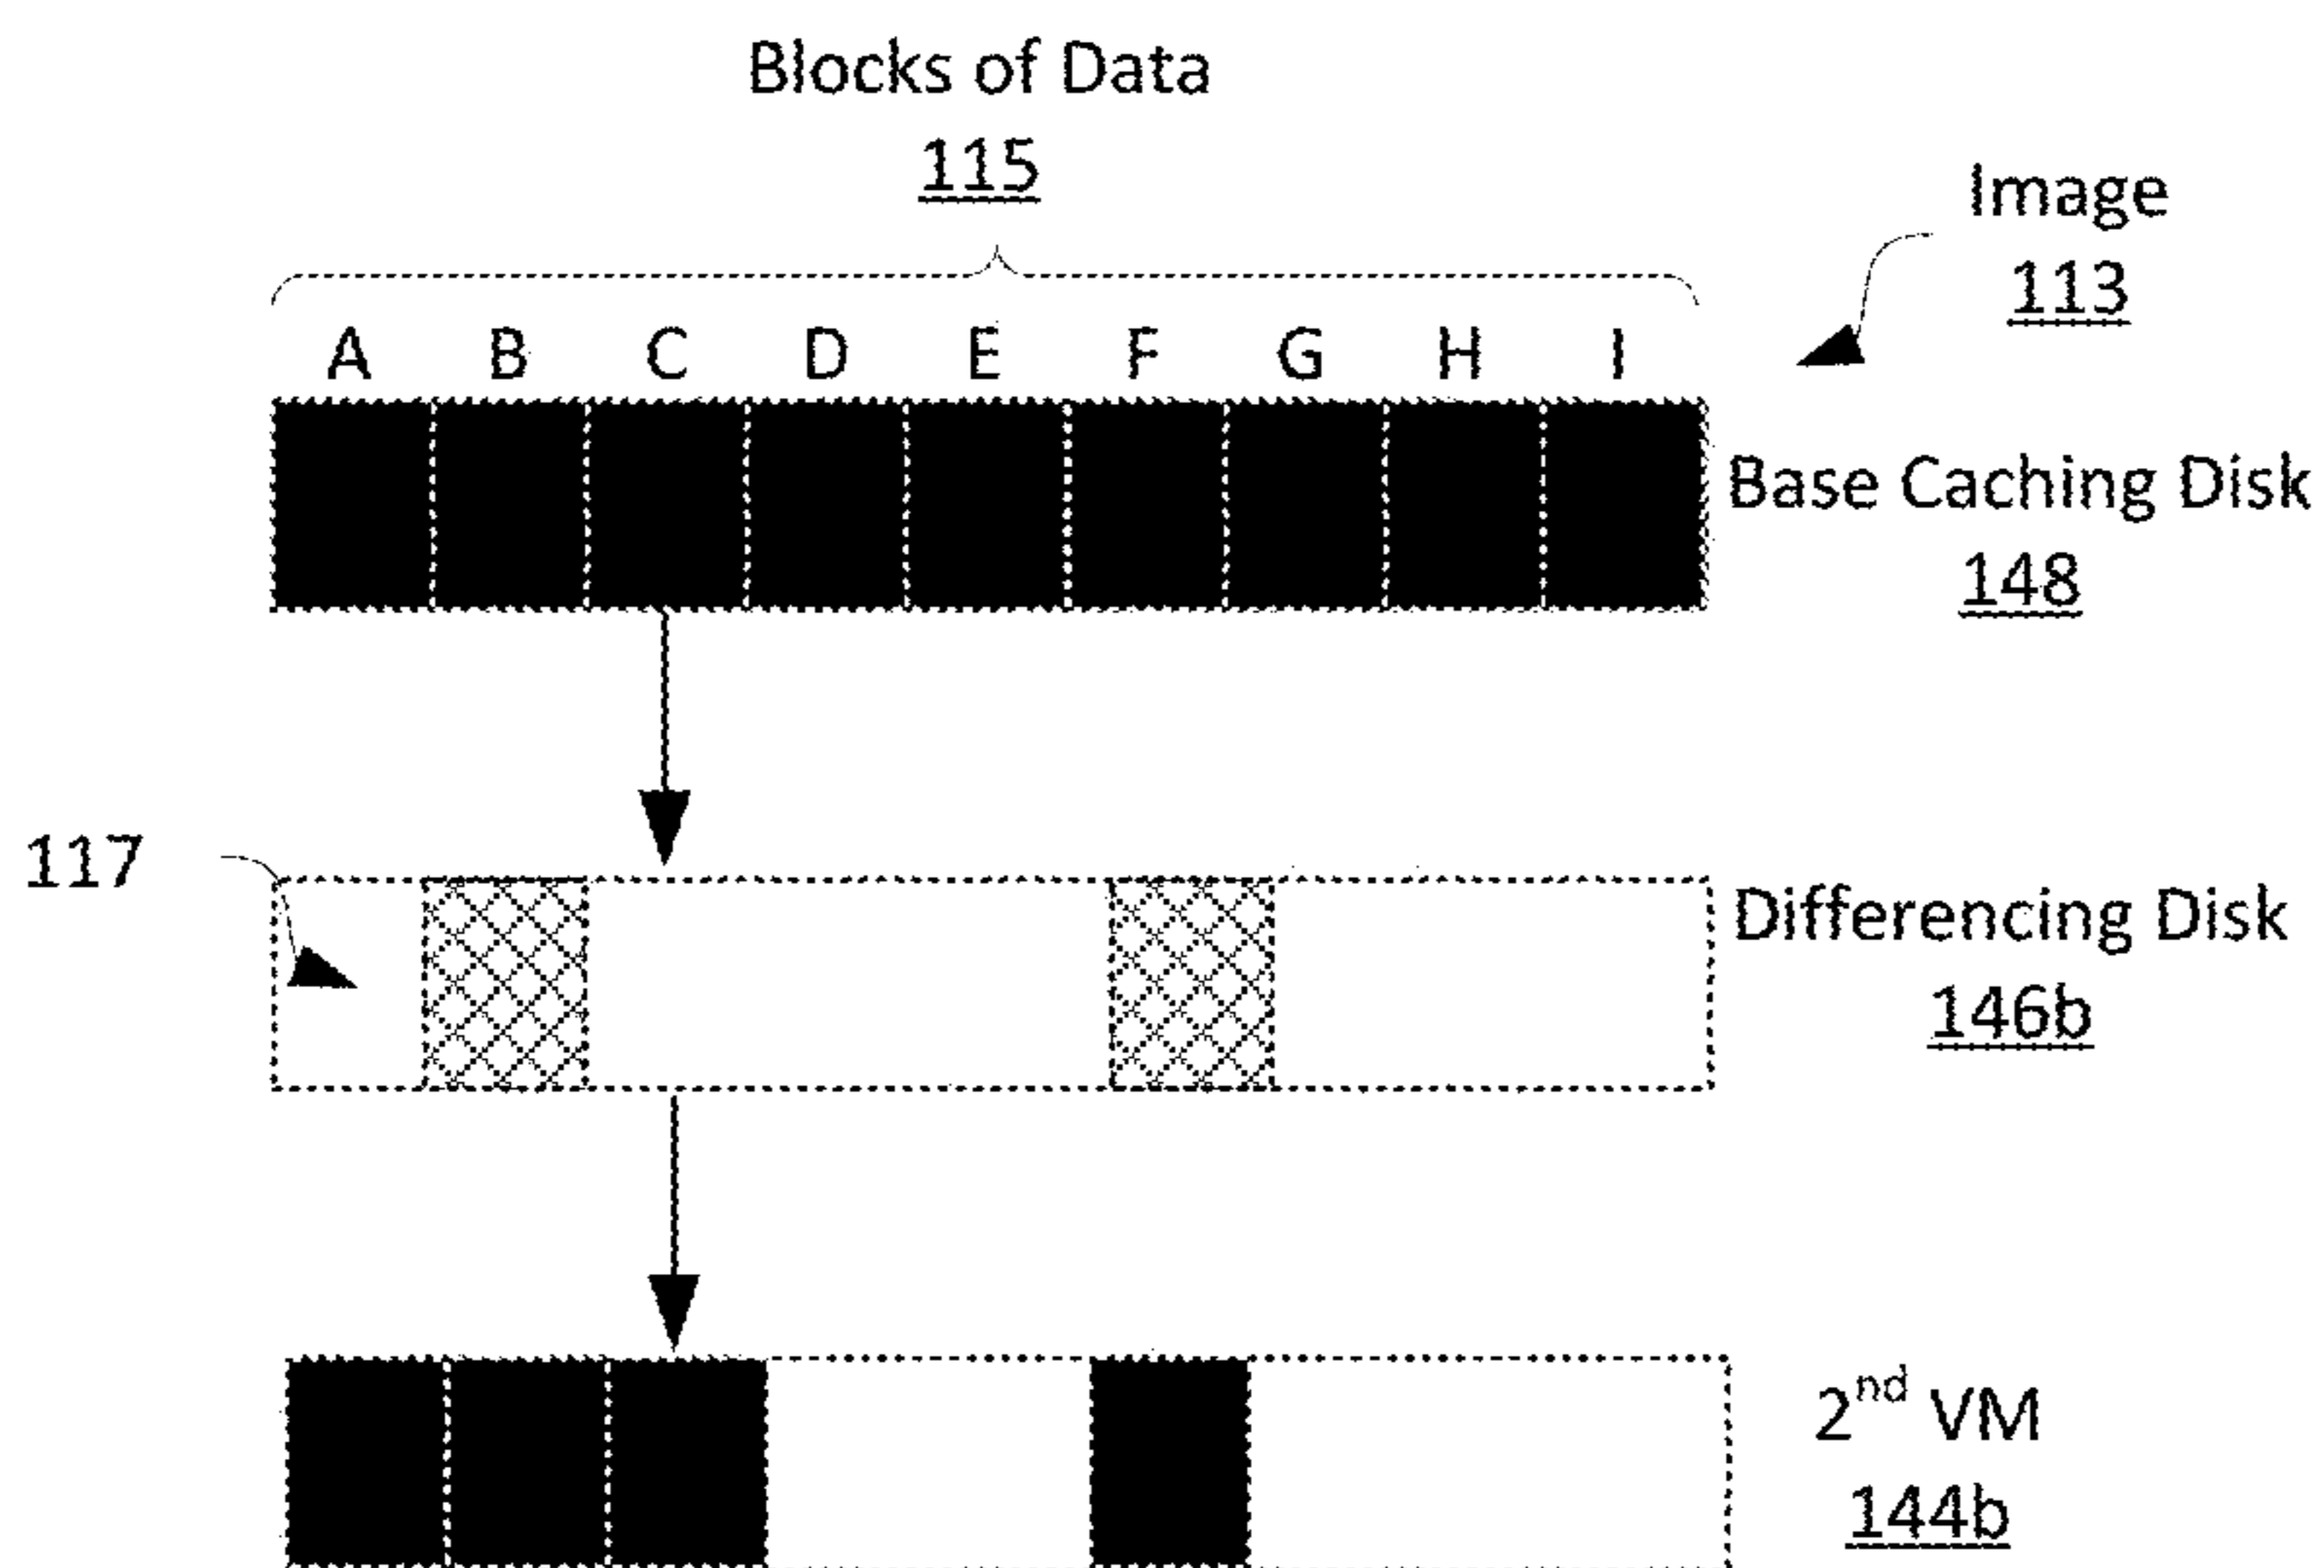 Blocks of Data
115
Image
113
A B C D E F G H I
Base Caching Disk
148
117
Differencing Disk
146b
2nd VM
144b